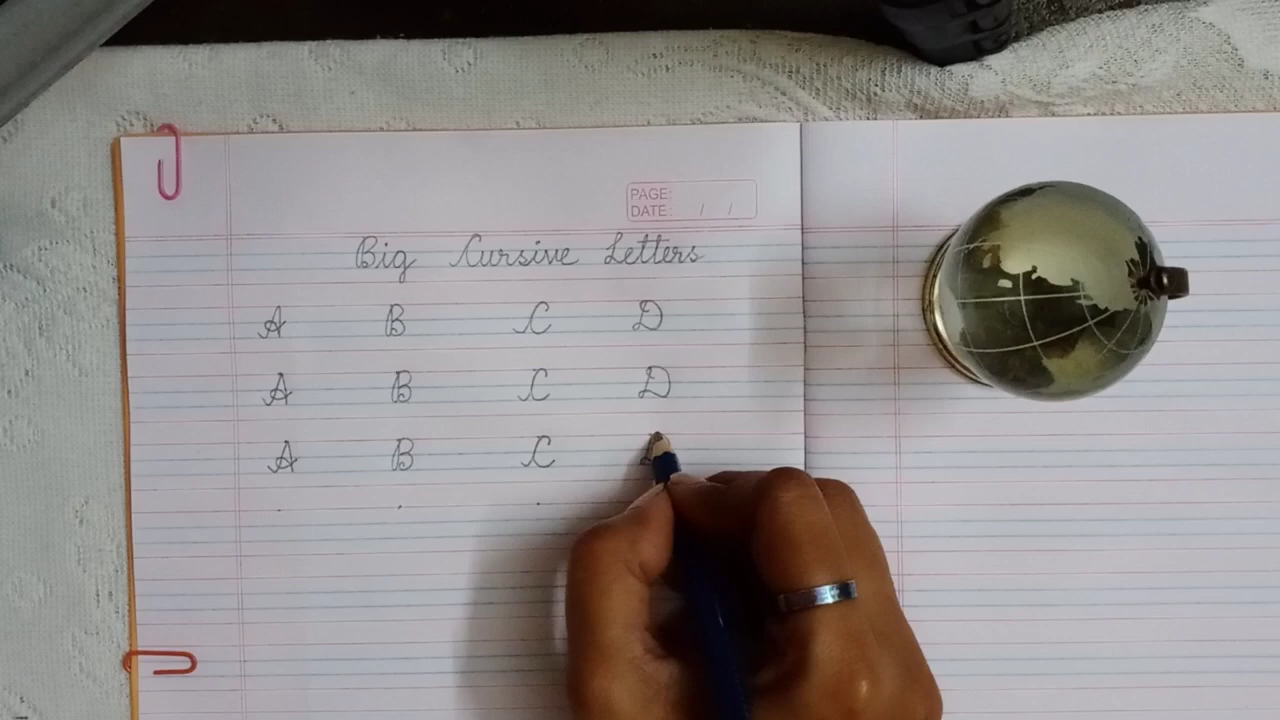 PAGE:
DATE: / /
Big Cursive Letters
A B C D
A B C D
A B C